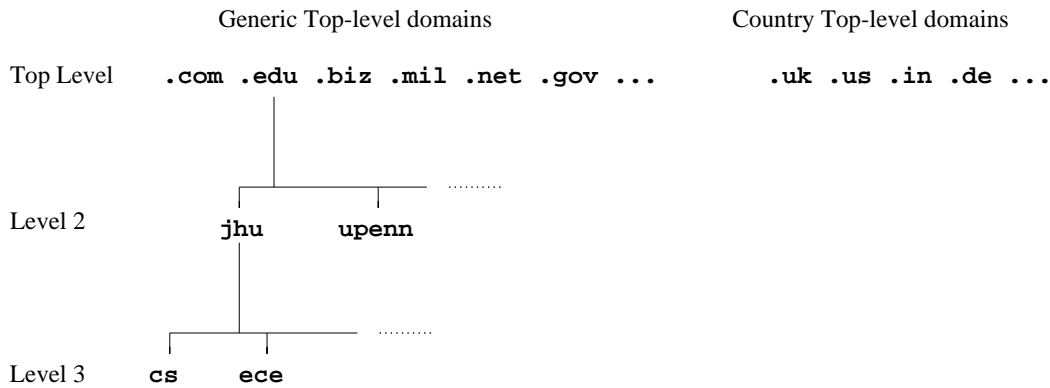 Generic Top-level domains Country Top-level domains
Top Level .com .edu .biz .mil .net .gov ... .uk .us .in .de ...
Level 2 jhu upenn
Level 3 cs ece